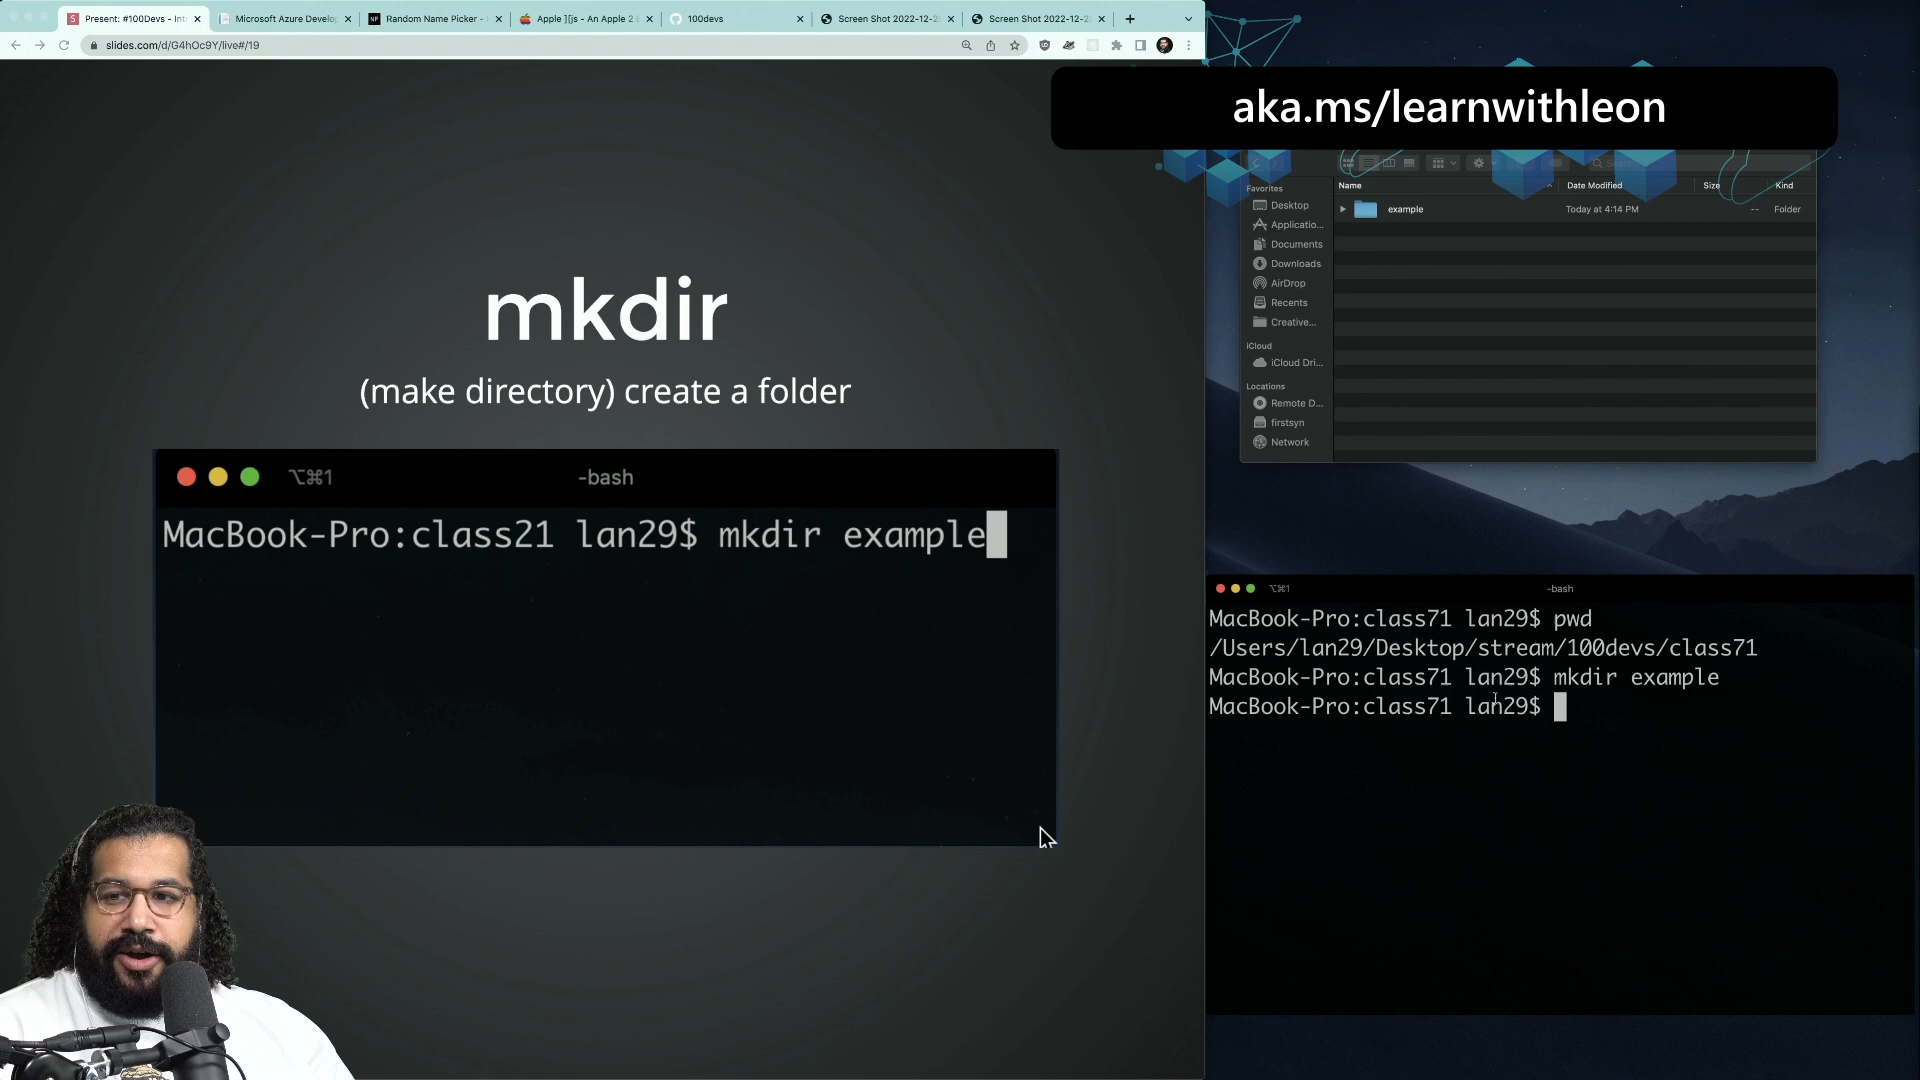 Present: #100Devs - Int
Microsoft Azure Develop
Random Name Picker -
Apple ][js - An Apple 2
100devs
Screen Shot 2022-12-2
Screen Shot 2022-12-2
slides.com/d/G4hOc9Y/live#/19
aka.ms/learnwithleon
mkdir
(make directory) create a folder
⌥⌘1
-bash
MacBook-Pro:class21 lan29$ mkdir example
Favorites
Desktop
Applicatio...
Documents
Downloads
AirDrop
Recents
Creative...
iCloud
iCloud Dri...
Locations
Remote D...
firstsyn
Network
Name Date Modified Size Kind
example Today at 4:14 PM -- Folder
⌥⌘1
-bash
MacBook-Pro:class71 lan29$ pwd
/Users/lan29/Desktop/stream/100devs/class71
MacBook-Pro:class71 lan29$ mkdir example
MacBook-Pro:class71 lan29$